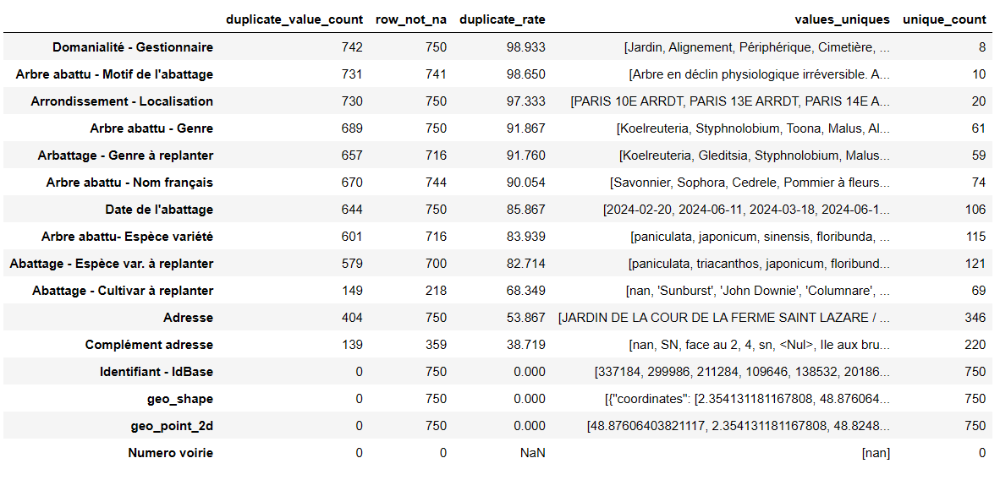 duplicate_value_count row_not_na duplicate_rate values_uniques unique_count
Domanialité - Gestionnaire 742 750 98.933 [Jardin, Alignement, Périphérique, Cimetière, ... 8
Arbre abattu - Motif de l'abattage 731 741 98.650 [Arbre en déclin physiologique irréversible. A... 10
Arrondissement - Localisation 730 750 97.333 [PARIS 10E ARRDT, PARIS 13E ARRDT, PARIS 14E A... 20
Arbre abattu - Genre 689 750 91.867 [Koelreuteria, Styphnolobium, Toona, Malus, Al... 61
Arbattage - Genre à replanter 657 716 91.760 [Koelreuteria, Gleditsia, Styphnolobium, Malus... 59
Arbre abattu - Nom français 670 744 90.054 [Savonnier, Sophora, Cedrele, Pommier à fleurs... 74
Date de l'abattage 644 750 85.867 [2024-02-20, 2024-06-11, 2024-03-18, 2024-06-1... 106
Arbre abattu- Espèce variété 601 716 83.939 [paniculata, japonicum, sinensis, floribunda, ... 115
Abattage - Espèce var. à replanter 579 700 82.714 [paniculata, triacanthos, japonicum, floribund... 121
Abattage - Cultivar à replanter 149 218 68.349 [nan, 'Sunburst', 'John Downie', 'Columnare', ... 69
Adresse 404 750 53.867 [JARDIN DE LA COUR DE LA FERME SAINT LAZARE / ... 346
Complément adresse 139 359 38.719 [nan, SN, face au 2, 4, sn, <Nul>, Ile aux bru... 220
Identifiant - IdBase 0 750 0.000 [337184, 299986, 211284, 109646, 138532, 20186... 750
geo_shape 0 750 0.000 [{"coordinates": [2.354131181167808, 48.876064... 750
geo_point_2d 0 750 0.000 [48.87606403821117, 2.354131181167808, 48.8248... 750
Numero voirie 0 0 NaN [nan] 0